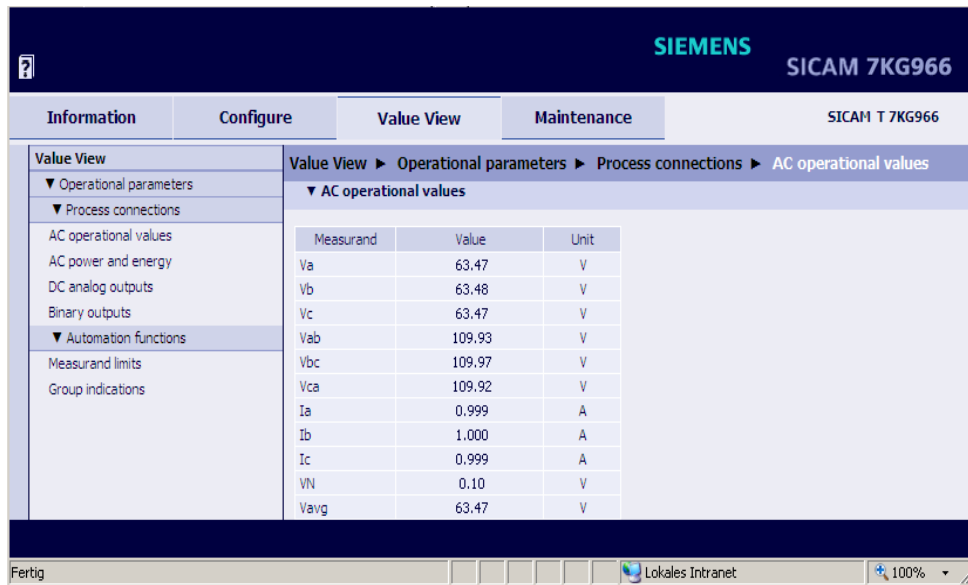 SIEMENS
?
SICAM 7KG966
Information Configure Value View Maintenance SICAM T 7KG966
Value View
▼ Operational parameters
▼ Process connections
AC operational values
AC power and energy
DC analog outputs
Binary outputs
▼ Automation functions
Measurand limits
Group indications
Value View ► Operational parameters ► Process connections ► AC operational values
▼ AC operational values
Measurand Value Unit
Va 63.47 V
Vb 63.48 V
Vc 63.47 V
Vab 109.93 V
Vbc 109.97 V
Vca 109.92 V
Ia 0.999 A
Ib 1.000 A
Ic 0.999 A
VN 0.10 V
Vavg 63.47 V
Fertig Lokales Intranet 100%